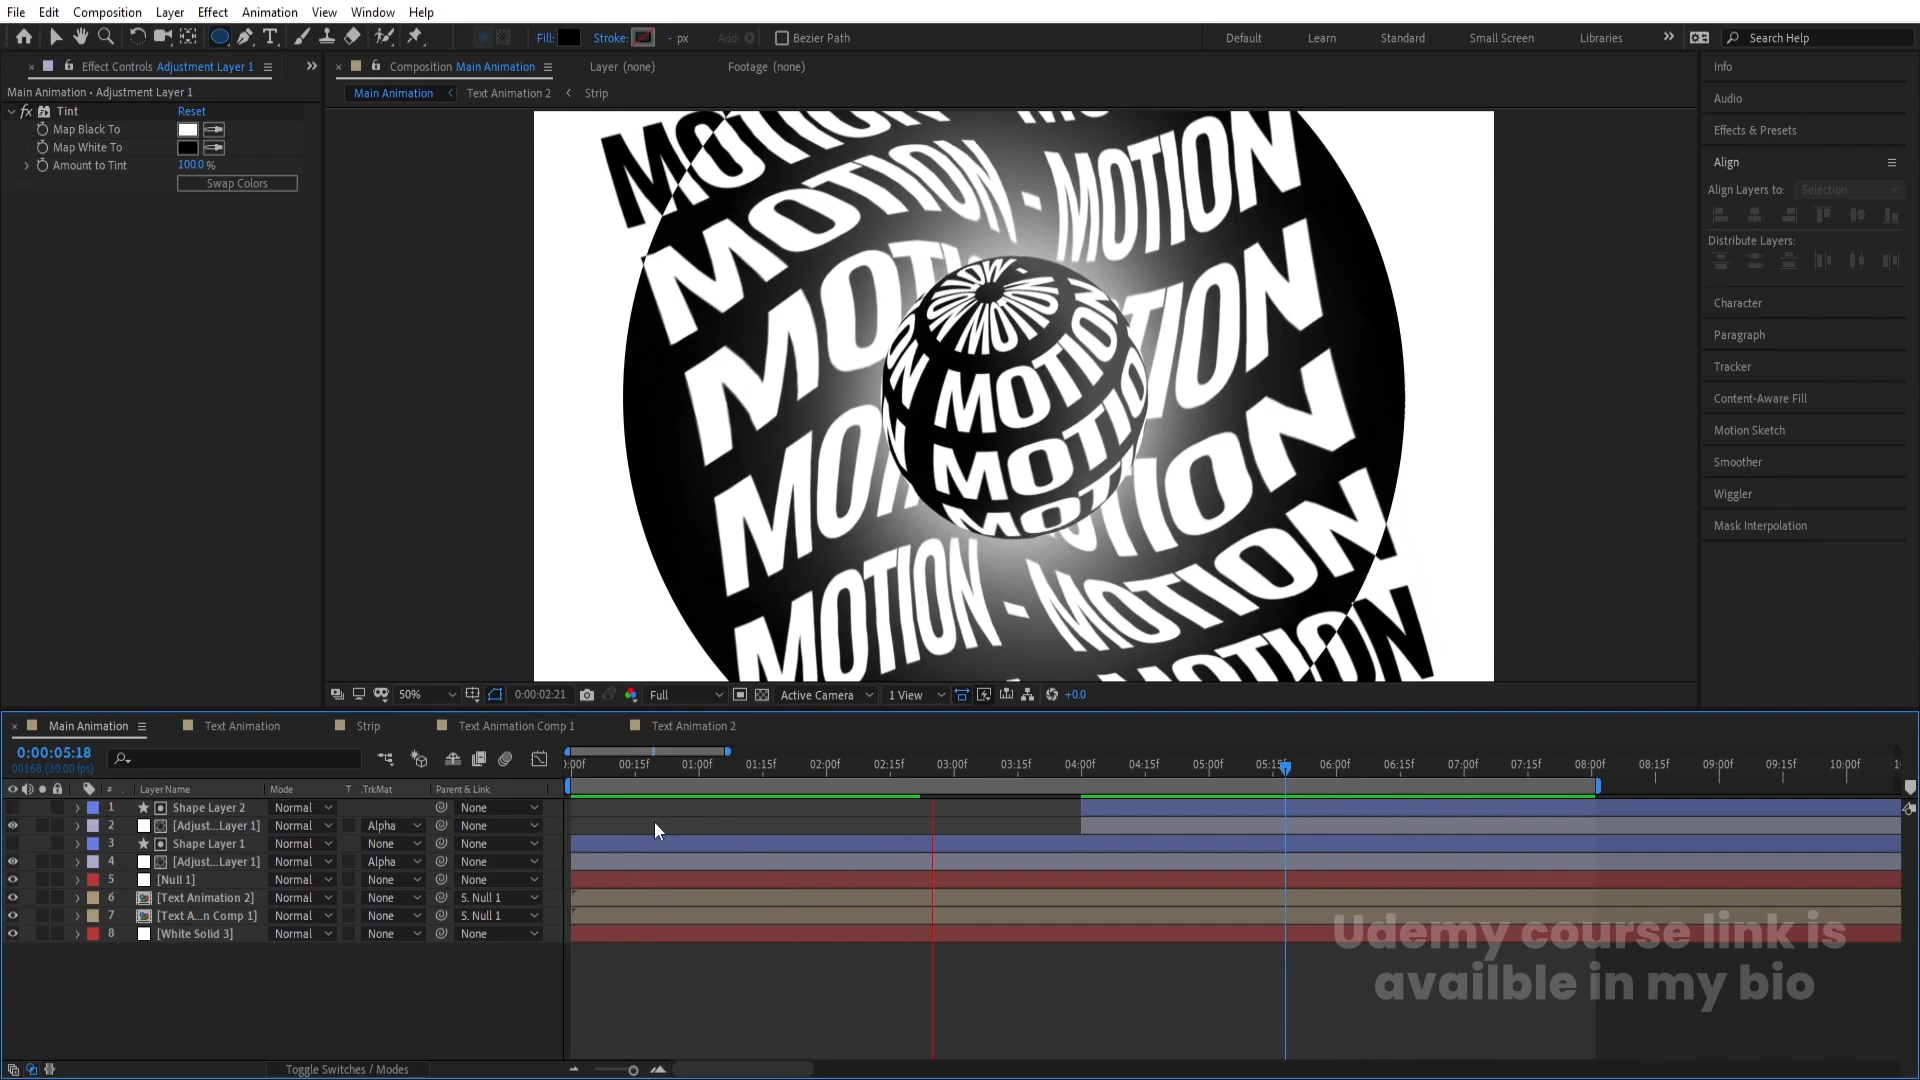 File Edit Composition Layer Effect Animation View Window Help
Fill: Stroke: - px Add: Bezier Path Default Learn Standard Small Screen Libraries Search Help
Effect Controls Adjustment Layer 1
Composition Main Animation Layer (none) Footage (none)
Main Animation • Adjustment Layer 1
Main Animation Text Animation 2 Strip
fx Tint Reset
Map Black To
Map White To
Amount to Tint 100.0 %
Swap Colors
MOTION
MOTION - MOTION
MOTION
MOTION
MOTION - MOTION
MOTION
MOTION
MOTION
Info
Audio
Effects & Presets
Align
Align Layers to: Selection
Distribute Layers:
Character
Paragraph
Tracker
Content-Aware Fill
Motion Sketch
Smoother
Wiggler
Mask Interpolation
50% 0:00:02:21 Full Active Camera 1 View +0.0
Main Animation Text Animation Strip Text Animation Comp 1 Text Animation 2
0:00:05:18
00168 (30.00 fps)
:00f 00:15f 01:00f 01:15f 02:00f 02:15f 03:00f 03:15f 04:00f 04:15f 05:00f 05:15f 06:00f 06:15f 07:00f 07:15f 08:00f 08:15f 09:00f 09:15f 10:00f
# Layer Name Mode T .TrkMat Parent & Link
1 Shape Layer 2 Normal None
2 [Adjust...Layer 1] Normal Alpha None
3 Shape Layer 1 Normal None None
4 [Adjust...Layer 1] Normal Alpha None
5 [Null 1] Normal None None
6 [Text Animation 2] Normal None 5. Null 1
7 [Text A...n Comp 1] Normal None 5. Null 1
8 [White Solid 3] Normal None None
Udemy course link is
availble in my bio
Toggle Switches / Modes